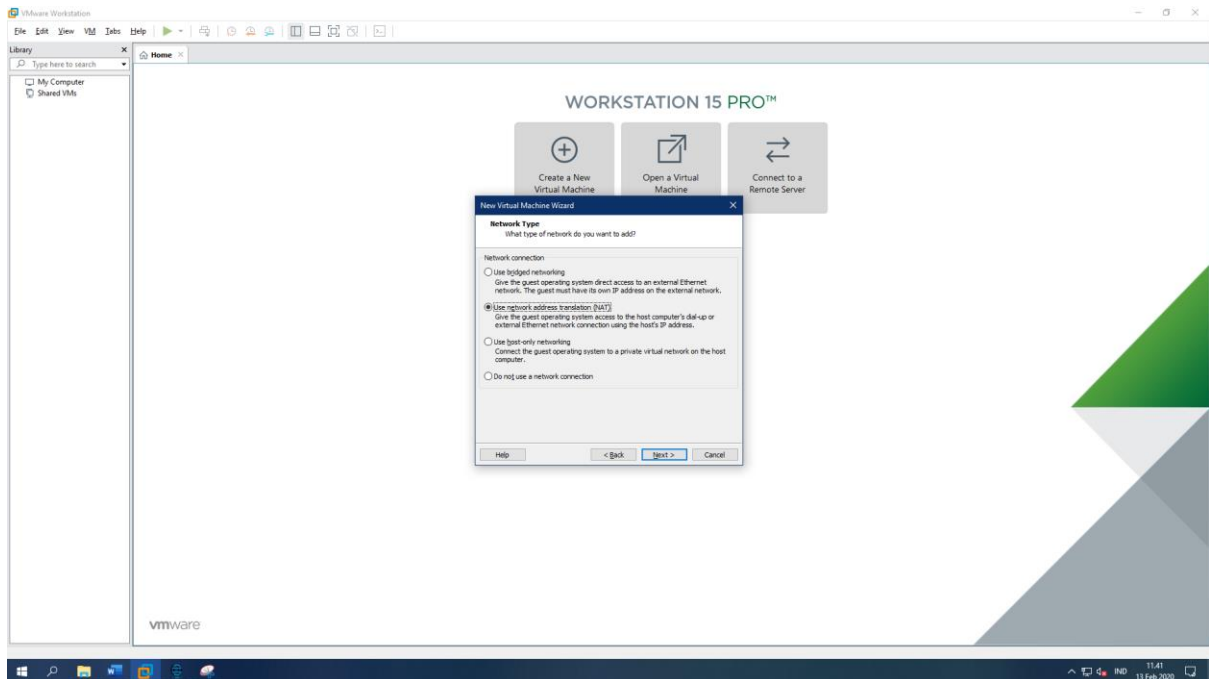 VMware Workstation
File Edit View VM Tabs Help
Library
Type here to search
My Computer
Shared VMs
Home
WORKSTATION 15 PRO™
Create a New
Virtual Machine
Open a Virtual
Machine
Connect to a
Remote Server
New Virtual Machine Wizard
Network Type
What type of network do you want to add?
Network connection
Use bridged networking
Give the guest operating system direct access to an external Ethernet
network. The guest must have its own IP address on the external network.
Use network address translation (NAT)
Give the guest operating system access to the host computer's dial-up or
external Ethernet network connection using the host's IP address.
Use host-only networking
Connect the guest operating system to a private virtual network on the host
computer.
Do not use a network connection
Help < Back Next > Cancel
vmware
IND
11.41
13 Feb 2020